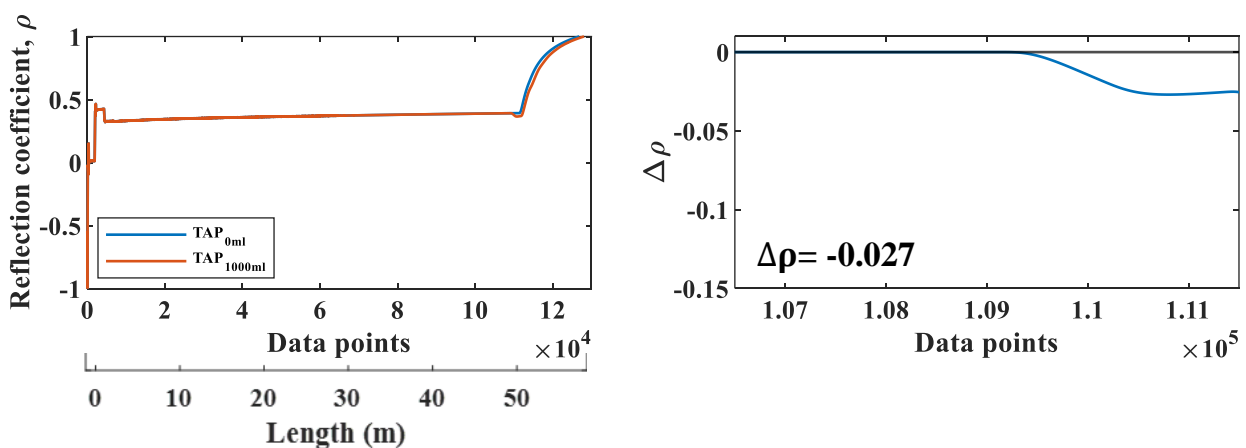 Reflection coefficient, ρ
1
0.5
0
-0.5
-1
TAP0ml
TAP1000ml
0 2 4 6 8 10 12
Data points
×10^4
0 10 20 30 40 50
Length (m)
Δρ
0
-0.05
-0.1
-0.15
Δρ= -0.027
1.07 1.08 1.09 1.1 1.11
Data points
×10^5